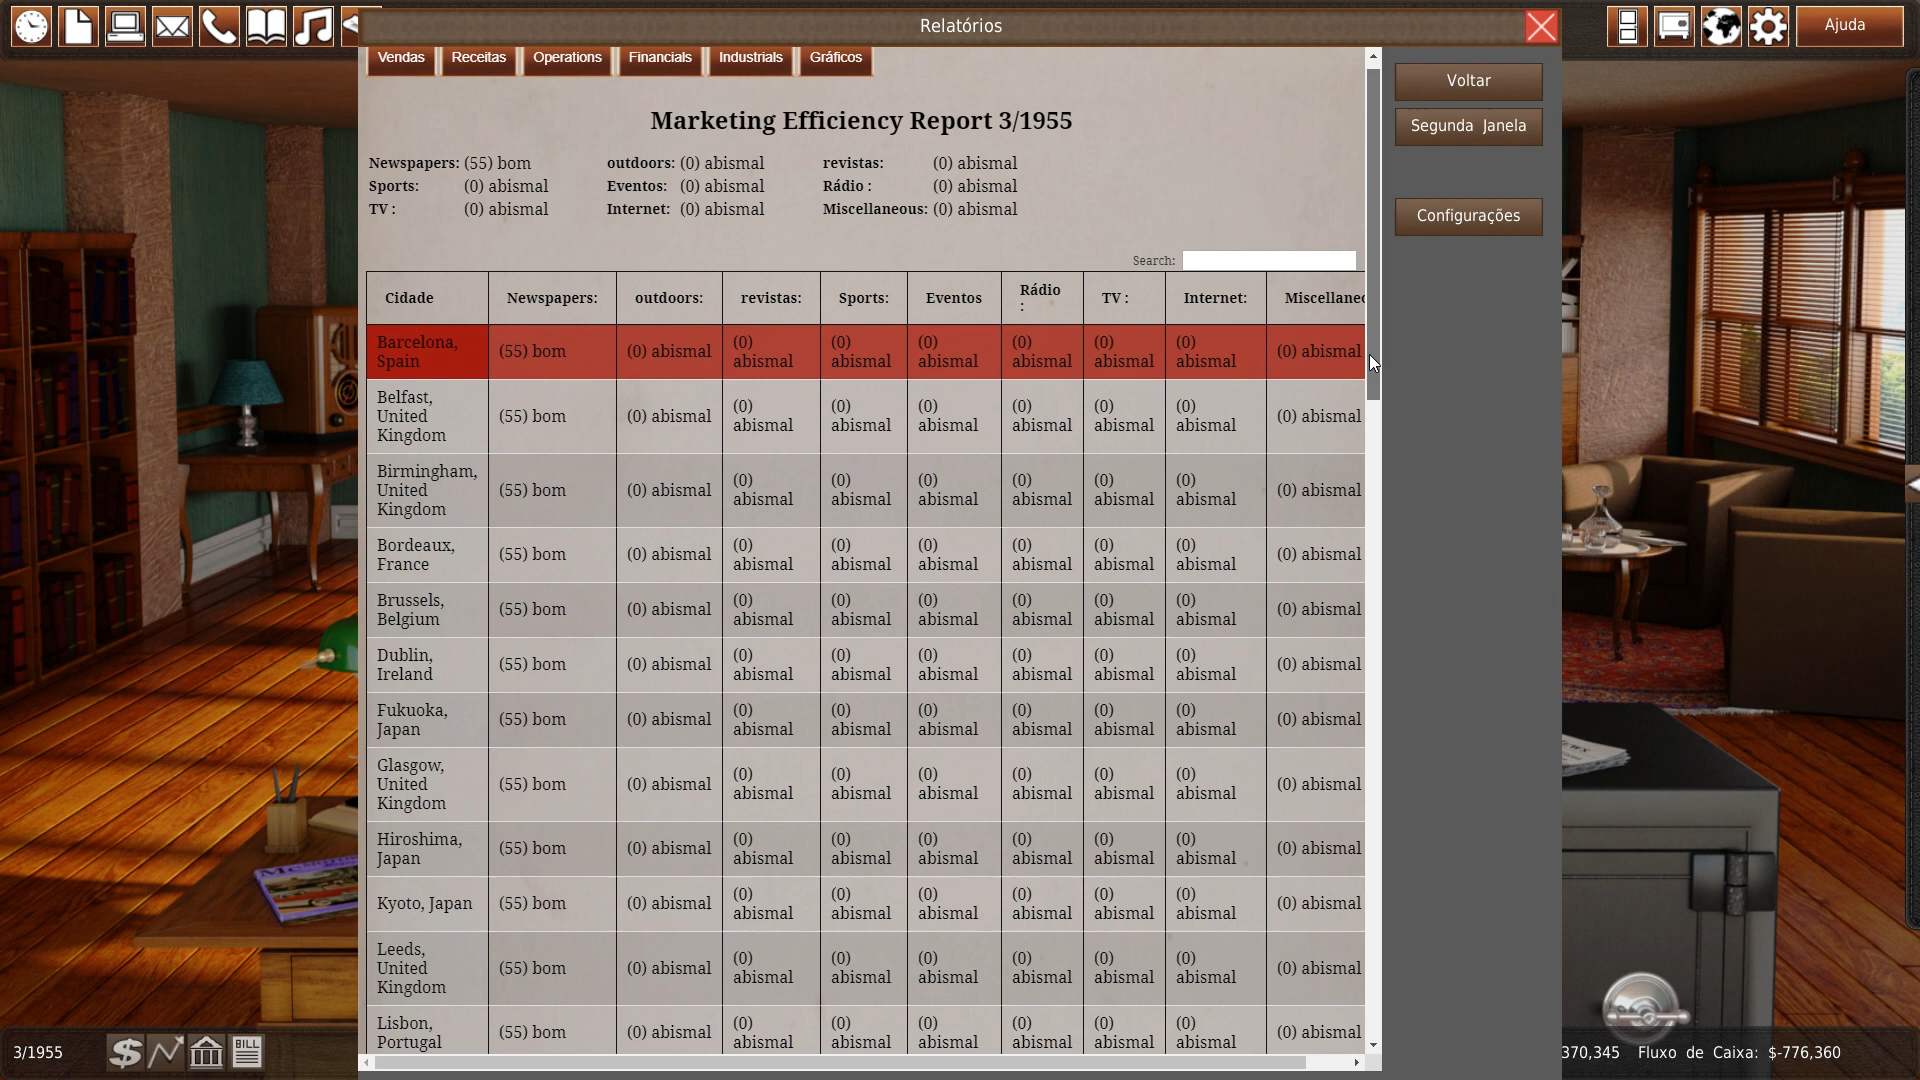 Relatórios
Ajuda
Vendas Receitas Operations Financials Industrials Gráficos
Voltar
Segunda Janela
Configurações
Marketing Efficiency Report 3/1955
Newspapers: (55) bom outdoors: (0) abismal revistas: (0) abismal
Sports: (0) abismal Eventos: (0) abismal Rádio : (0) abismal
TV : (0) abismal Internet: (0) abismal Miscellaneous: (0) abismal
Search:
Cidade Newspapers: outdoors: revistas: Sports: Eventos Rádio : TV : Internet: Miscellaneo
Barcelona, Spain (55) bom (0) abismal (0) abismal (0) abismal (0) abismal (0) abismal (0) abismal (0) abismal (0) abismal
Belfast, United Kingdom (55) bom (0) abismal (0) abismal (0) abismal (0) abismal (0) abismal (0) abismal (0) abismal (0) abismal
Birmingham, United Kingdom (55) bom (0) abismal (0) abismal (0) abismal (0) abismal (0) abismal (0) abismal (0) abismal (0) abismal
Bordeaux, France (55) bom (0) abismal (0) abismal (0) abismal (0) abismal (0) abismal (0) abismal (0) abismal (0) abismal
Brussels, Belgium (55) bom (0) abismal (0) abismal (0) abismal (0) abismal (0) abismal (0) abismal (0) abismal (0) abismal
Dublin, Ireland (55) bom (0) abismal (0) abismal (0) abismal (0) abismal (0) abismal (0) abismal (0) abismal (0) abismal
Fukuoka, Japan (55) bom (0) abismal (0) abismal (0) abismal (0) abismal (0) abismal (0) abismal (0) abismal (0) abismal
Glasgow, United Kingdom (55) bom (0) abismal (0) abismal (0) abismal (0) abismal (0) abismal (0) abismal (0) abismal (0) abismal
Hiroshima, Japan (55) bom (0) abismal (0) abismal (0) abismal (0) abismal (0) abismal (0) abismal (0) abismal (0) abismal
Kyoto, Japan (55) bom (0) abismal (0) abismal (0) abismal (0) abismal (0) abismal (0) abismal (0) abismal (0) abismal
Leeds, United Kingdom (55) bom (0) abismal (0) abismal (0) abismal (0) abismal (0) abismal (0) abismal (0) abismal (0) abismal
Lisbon, Portugal (55) bom (0) abismal (0) abismal (0) abismal (0) abismal (0) abismal (0) abismal (0) abismal (0) abismal
3/1955 BILL 370,345 Fluxo de Caixa: $-776,360